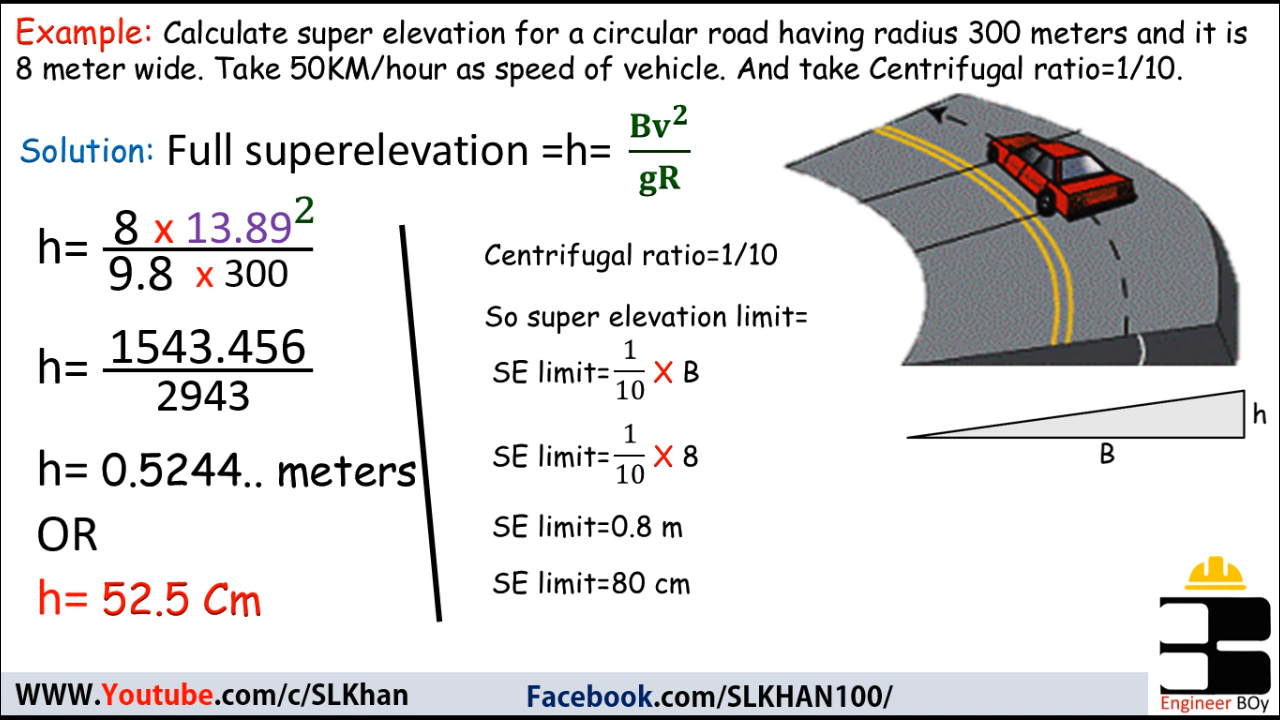 Example: Calculate super elevation for a circular road having radius 300 meters and it is
8 meter wide. Take 50KM/hour as speed of vehicle. And take Centrifugal ratio=1/10.
Solution: Full superelevation =h= Bv²/gR
h= 8 x 13.89²
9.8 x 300
h= 1543.456
2943
h= 0.5244.. meters
OR
h= 52.5 Cm
Centrifugal ratio=1/10
So super elevation limit=
SE limit= 1/10 X B
SE limit= 1/10 X 8
SE limit=0.8 m
SE limit=80 cm
h
B
WWW.Youtube.com/c/SLKhan
Facebook.com/SLKHAN100/
Engineer BOy